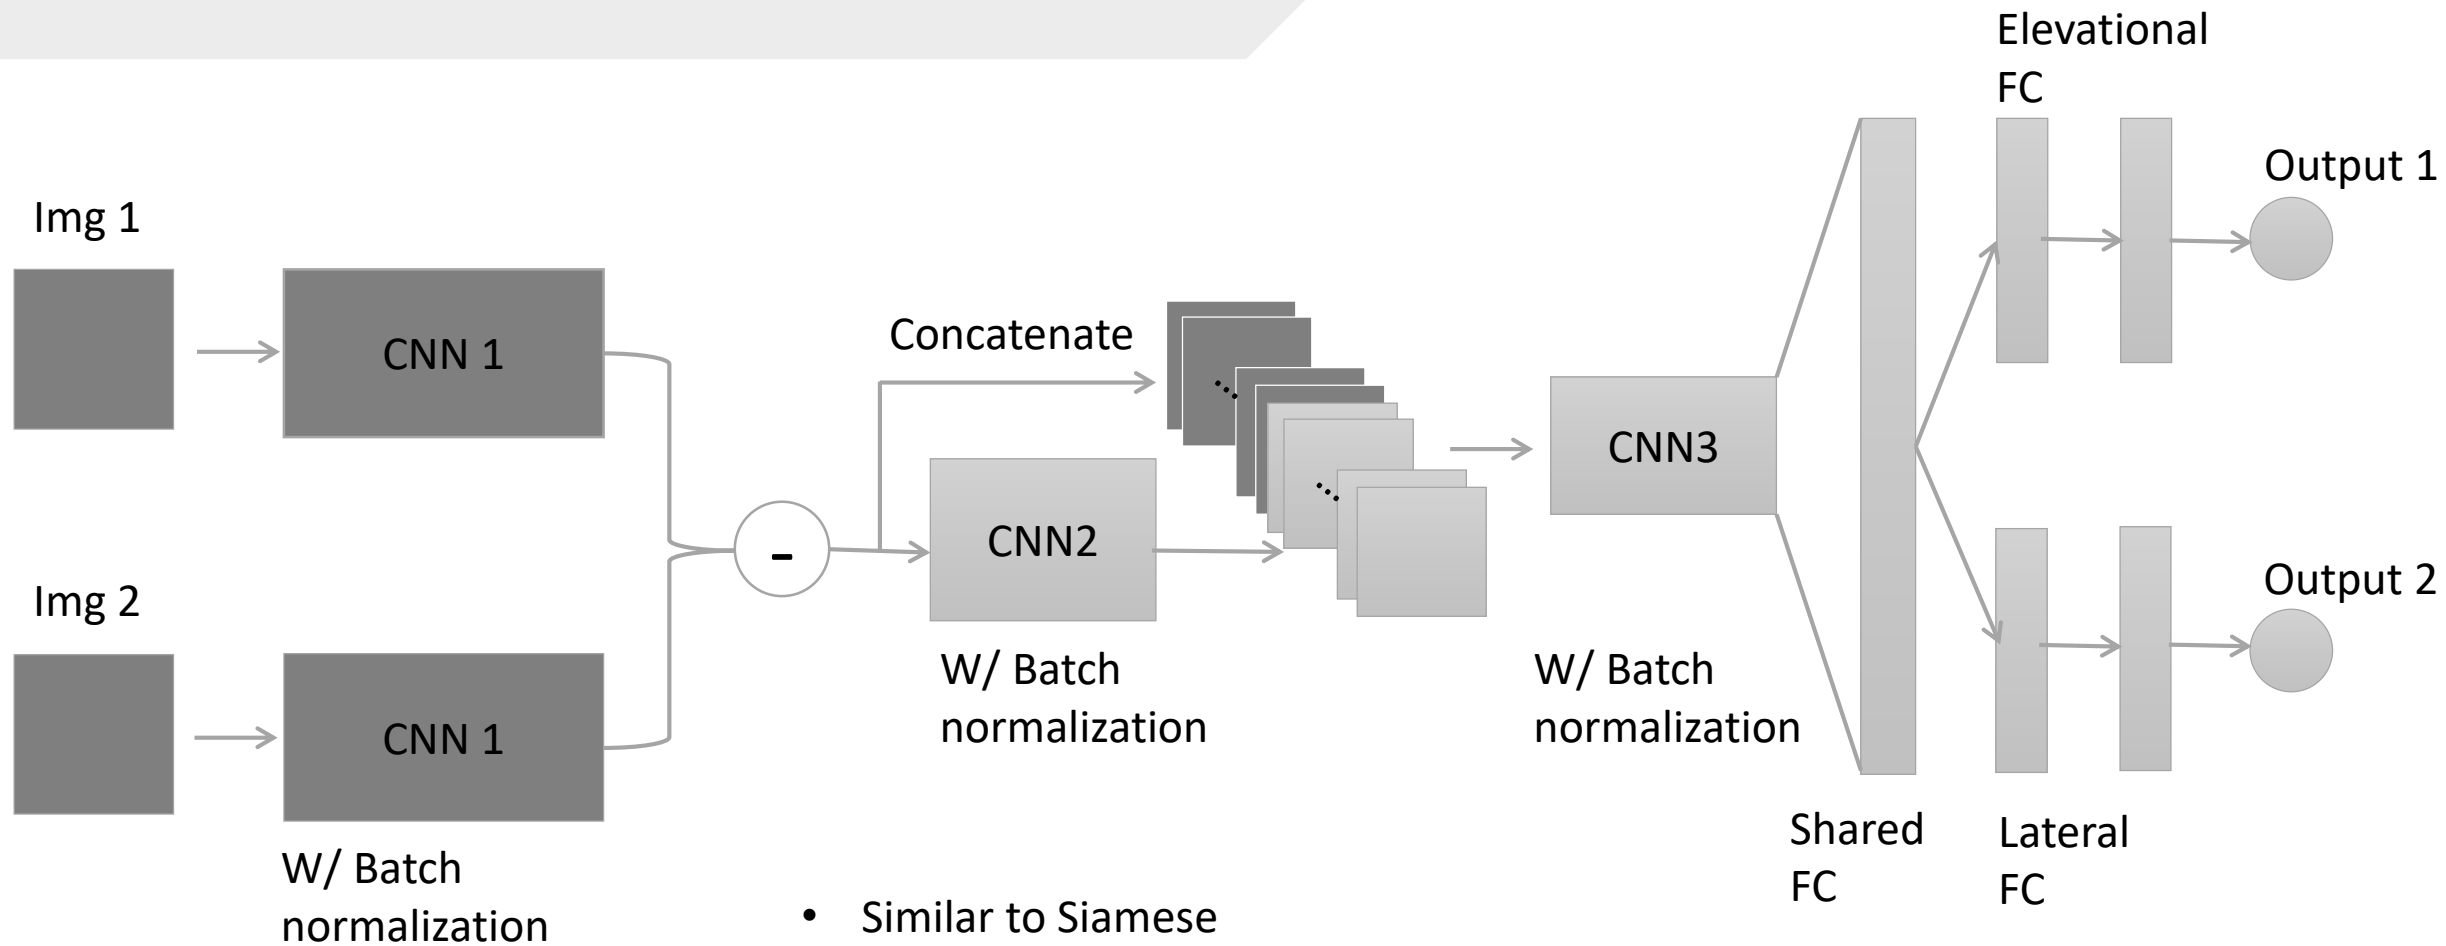 Elevational
FC
Output 1
Img 1
CNN 1
Concatenate
CNN3
-
CNN2
Img 2
Output 2
CNN 1
W/ Batch
normalization
W/ Batch
normalization
W/ Batch
normalization
Shared
FC
Lateral
FC
• Similar to Siamese